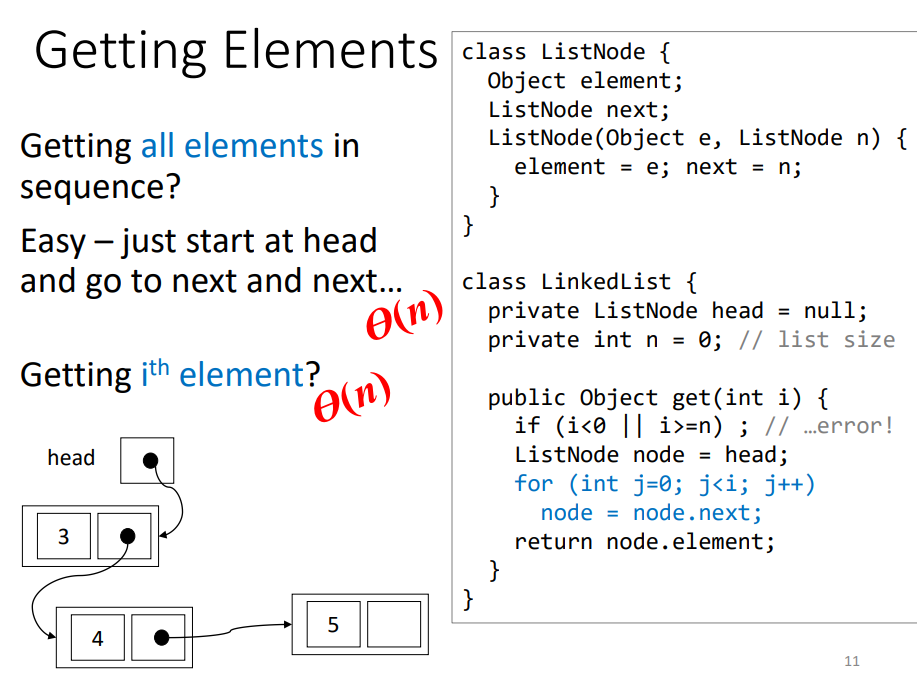 Getting Elements
Getting all elements in
sequence?
Easy – just start at head
and go to next and next…
Θ(n)
Getting ith element?
Θ(n)
head
3
4
5
class ListNode {
  Object element;
  ListNode next;
  ListNode(Object e, ListNode n) {
    element = e; next = n;
  }
}
class LinkedList {
  private ListNode head = null;
  private int n = 0; // list size
  public Object get(int i) {
    if (i<0 || i>=n) ; // …error!
    ListNode node = head;
    for (int j=0; j<i; j++)
      node = node.next;
    return node.element;
  }
}
11